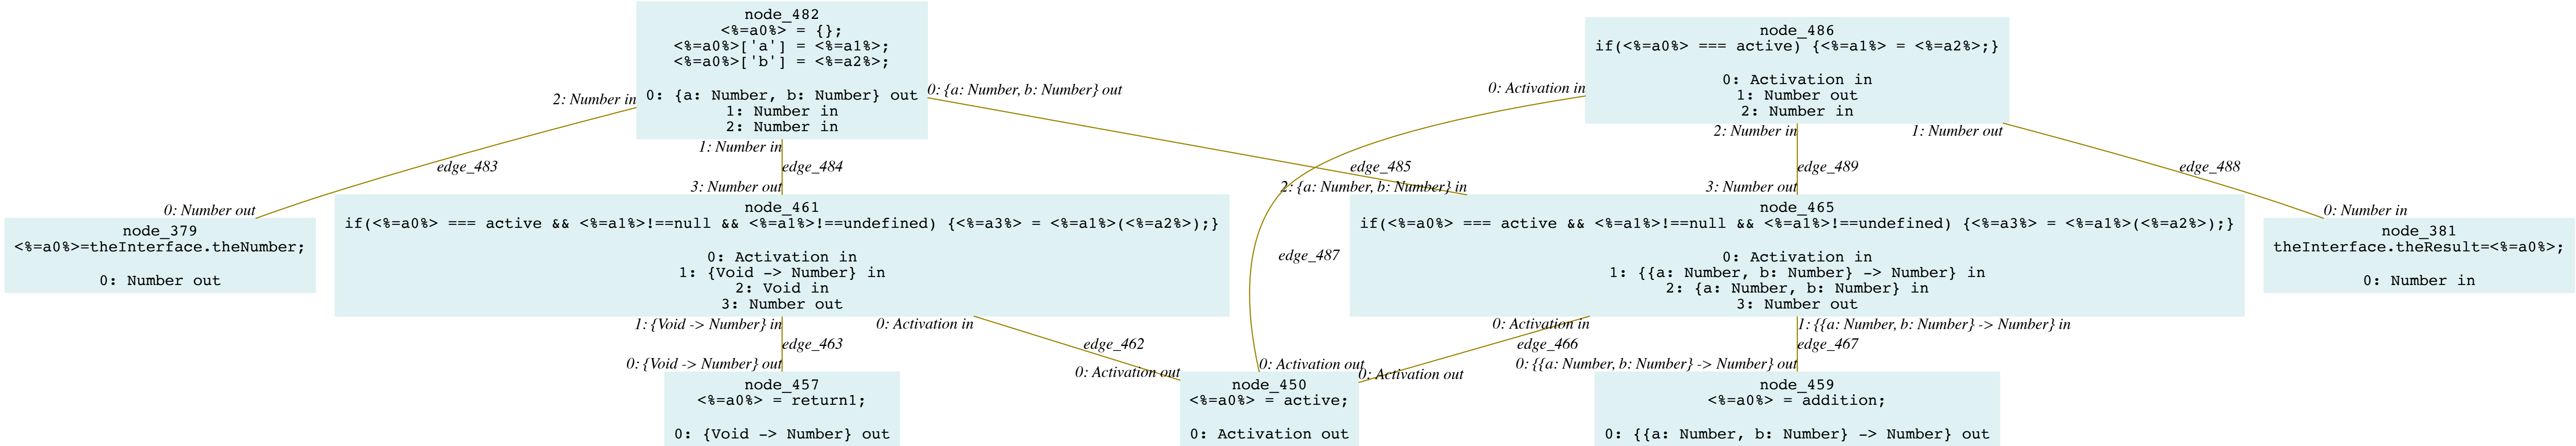 node_482
<%=a0%> = {};
<%=a0%>['a'] = <%=a1%>;
<%=a0%>['b'] = <%=a2%>;
0: {a: Number, b: Number} out
1: Number in
2: Number in
node_486
if(<%=a0%> === active) {<%=a1%> = <%=a2%>;}
0: Activation in
1: Number out
2: Number in
2: Number in
0: {a: Number, b: Number} out
0: Activation in
1: Number in
2: Number in
1: Number out
edge_483
edge_484
edge_485
edge_489
edge_488
0: Number out
3: Number out
2: {a: Number, b: Number} in
3: Number out
0: Number in
node_379
<%=a0%>=theInterface.theNumber;
0: Number out
node_461
if(<%=a0%> === active && <%=a1%>!==null && <%=a1%>!==undefined) {<%=a3%> = <%=a1%>(<%=a2%>);}
0: Activation in
1: {Void -> Number} in
2: Void in
3: Number out
edge_487
node_465
if(<%=a0%> === active && <%=a1%>!==null && <%=a1%>!==undefined) {<%=a3%> = <%=a1%>(<%=a2%>);}
0: Activation in
1: {{a: Number, b: Number} -> Number} in
2: {a: Number, b: Number} in
3: Number out
node_381
theInterface.theResult=<%=a0%>;
0: Number in
1: {Void -> Number} in
0: Activation in
0: Activation in
1: {{a: Number, b: Number} -> Number} in
edge_463
edge_462
edge_466
edge_467
0: {Void -> Number} out
0: Activation out
0: Activation out
0: Activation out
0: {{a: Number, b: Number} -> Number} out
node_457
<%=a0%> = return1;
0: {Void -> Number} out
node_450
<%=a0%> = active;
0: Activation out
node_459
<%=a0%> = addition;
0: {{a: Number, b: Number} -> Number} out